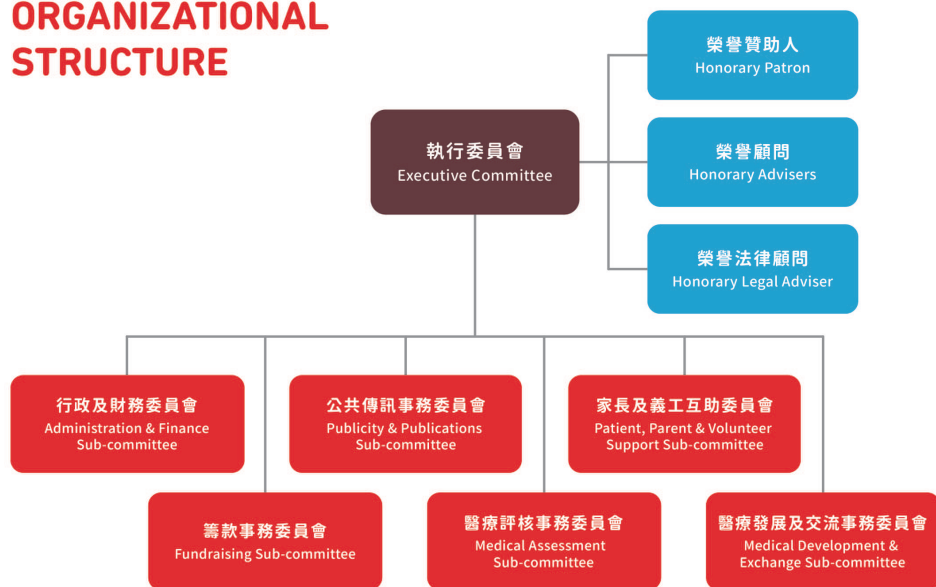 ORGANIZATIONAL
STRUCTURE
榮譽贊助人
Honorary Patron
執行委員會
Executive Committee
榮譽顧問
Honorary Advisers
榮譽法律顧問
Honorary Legal Adviser
行政及財務委員會
Administration & Finance
Sub-committee
公共傳訊事務委員會
Publicity & Publications
Sub-committee
家長及義工互助委員會
Patient, Parent & Volunteer
Support Sub-committee
籌款事務委員會
Fundraising Sub-committee
醫療評核事務委員會
Medical Assessment
Sub-committee
醫療發展及交流事務委員會
Medical Development &
Exchange Sub-committee